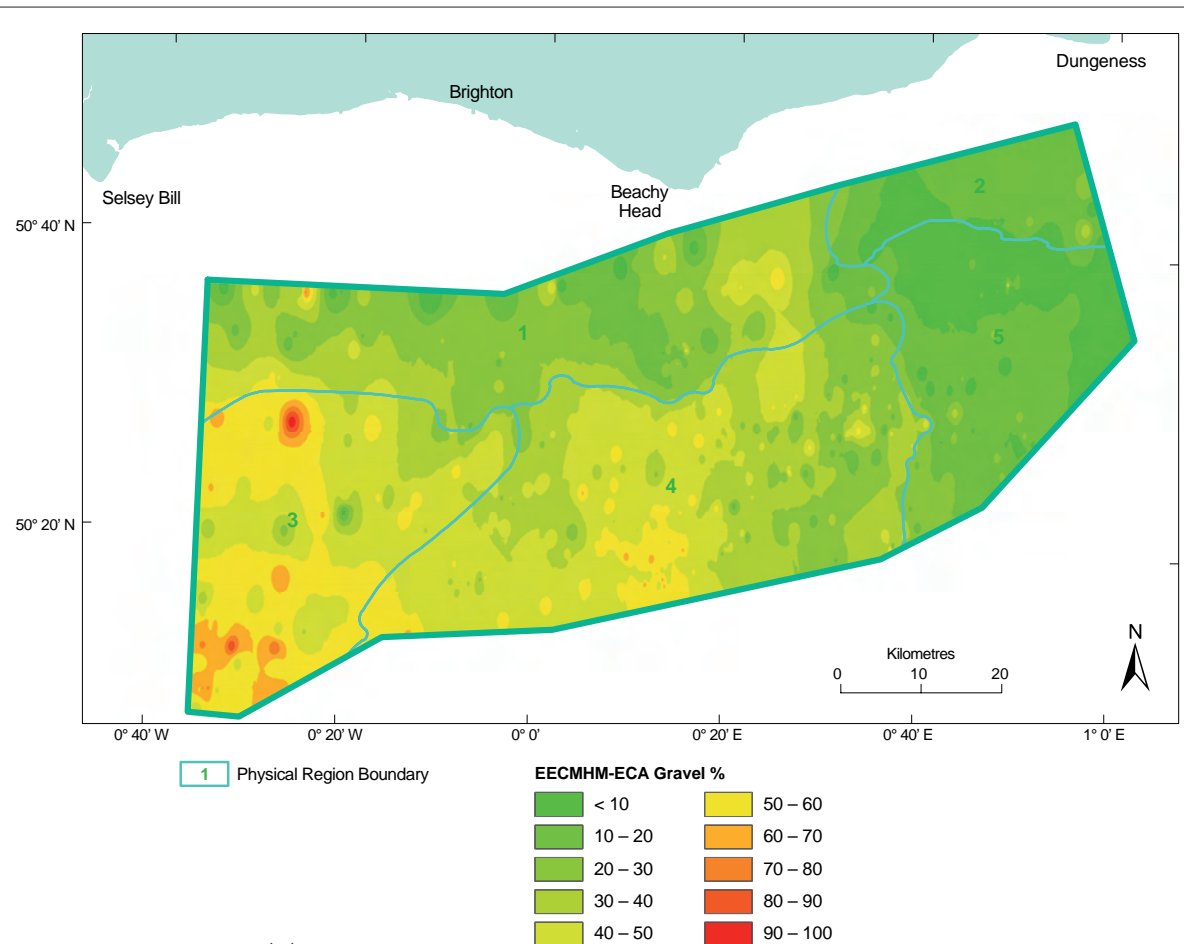 Dungeness
Brighton
Selsey Bill
Beachy
Head
50° 40' N
50° 20' N
1
2
3
4
5
N
Kilometres
0 10 20
0° 40' W 0° 20' W 0° 0' 0° 20' E 0° 40' E 1° 0' E
1 Physical Region Boundary
EECMHM-ECA Gravel %
< 10
10 – 20
20 – 30
30 – 40
40 – 50
50 – 60
60 – 70
70 – 80
80 – 90
90 – 100